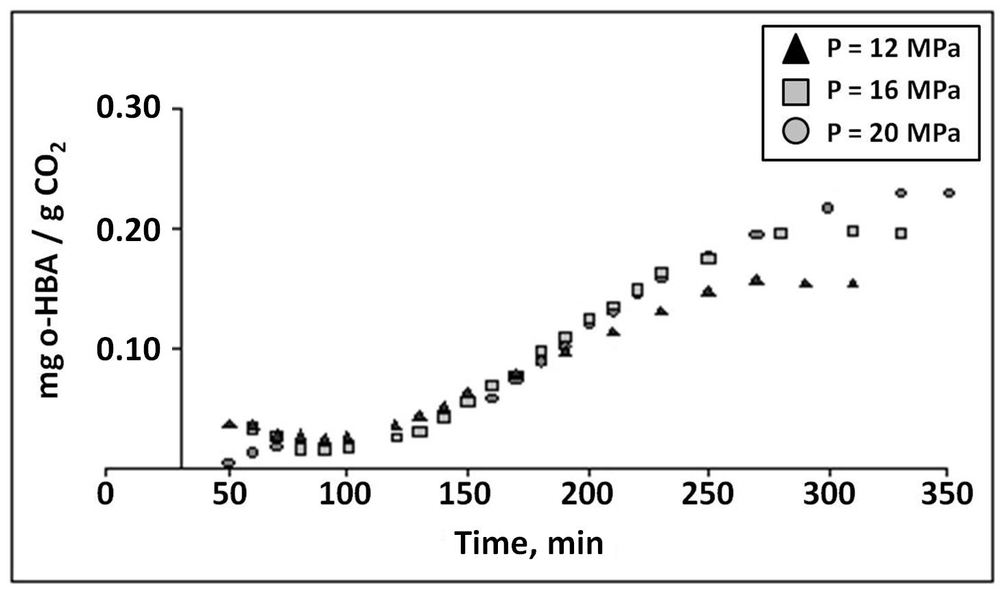 P = 12 MPa
P = 16 MPa
P = 20 MPa
mg o-HBA / g CO₂
0.30
0.20
0.10
0 50 100 150 200 250 300 350
Time, min